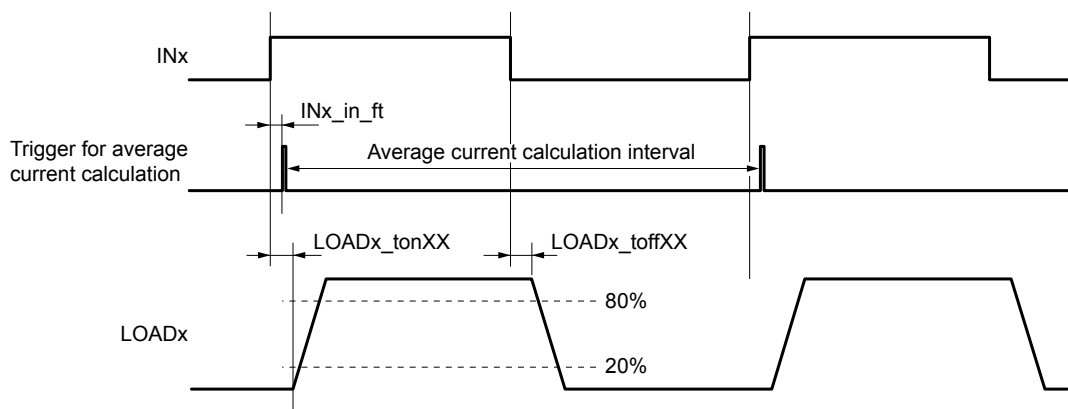 INx
INx_in_ft
Trigger for average
current calculation
Average current calculation interval
LOADx_tonXX
LOADx_toffXX
80%
LOADx
20%